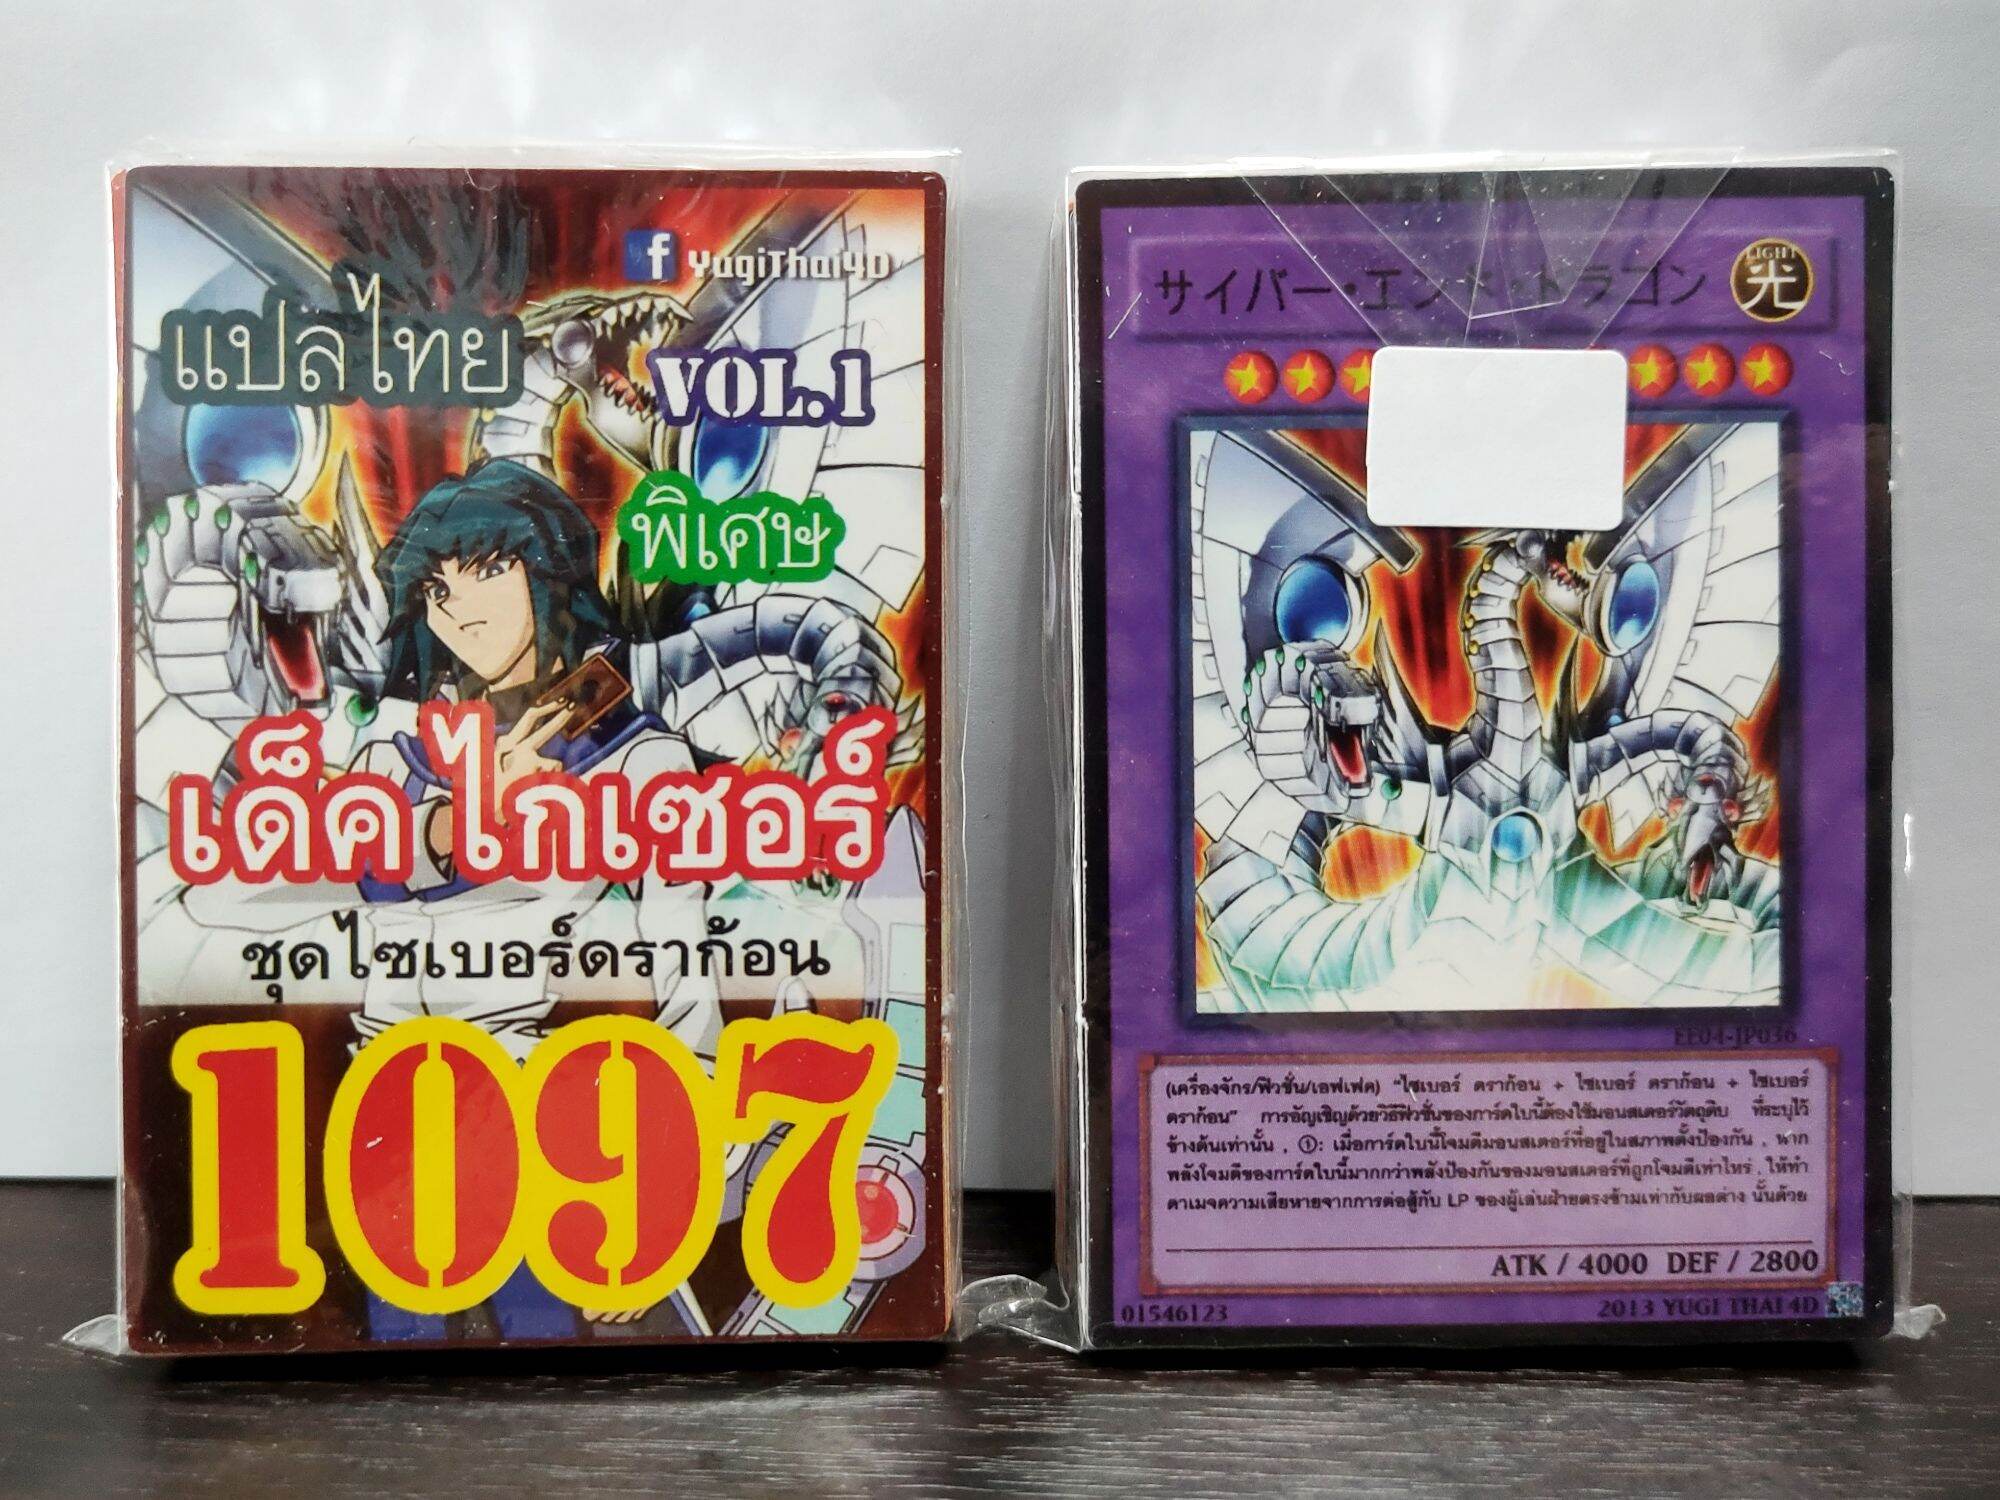 YugiThai4D
แปลไทย
VOL.1
พิเศษ
เด็คไกเซอร์
ชุดไซเบอร์ดราก้อน
1097
サイバー・エンド・ドラゴン
LIGHT
光
EE04-JP036
(เครื่องจักร/ฟิวชั่น/เอฟเฟค) "ไซเบอร์ ดราก้อน + ไซเบอร์ ดราก้อน + ไซเบอร์
ดราก้อน" การอัญเชิญด้วยวิธีฟิวชั่นของการ์ดใบนี้ต้องใช้มอนสเตอร์วัตถุดิบ ที่ระบุไว้
ข้างต้นเท่านั้น , ①: เมื่อการ์ดใบนี้โจมตีมอนสเตอร์ที่อยู่ในสภาพตั้งป้องกัน , หาก
พลังโจมตีของการ์ดใบนี้มากกว่าพลังป้องกันของมอนสเตอร์ที่ถูกโจมตีเท่าไหร่ , ให้ทำ
ดาเมจความเสียหายจากการต่อสู้กับ LP ของผู้เล่นฝ่ายตรงข้ามเท่ากับผลต่าง นั้นด้วย
ATK / 4000 DEF / 2800
01546123
2013 YUGI THAI 4D